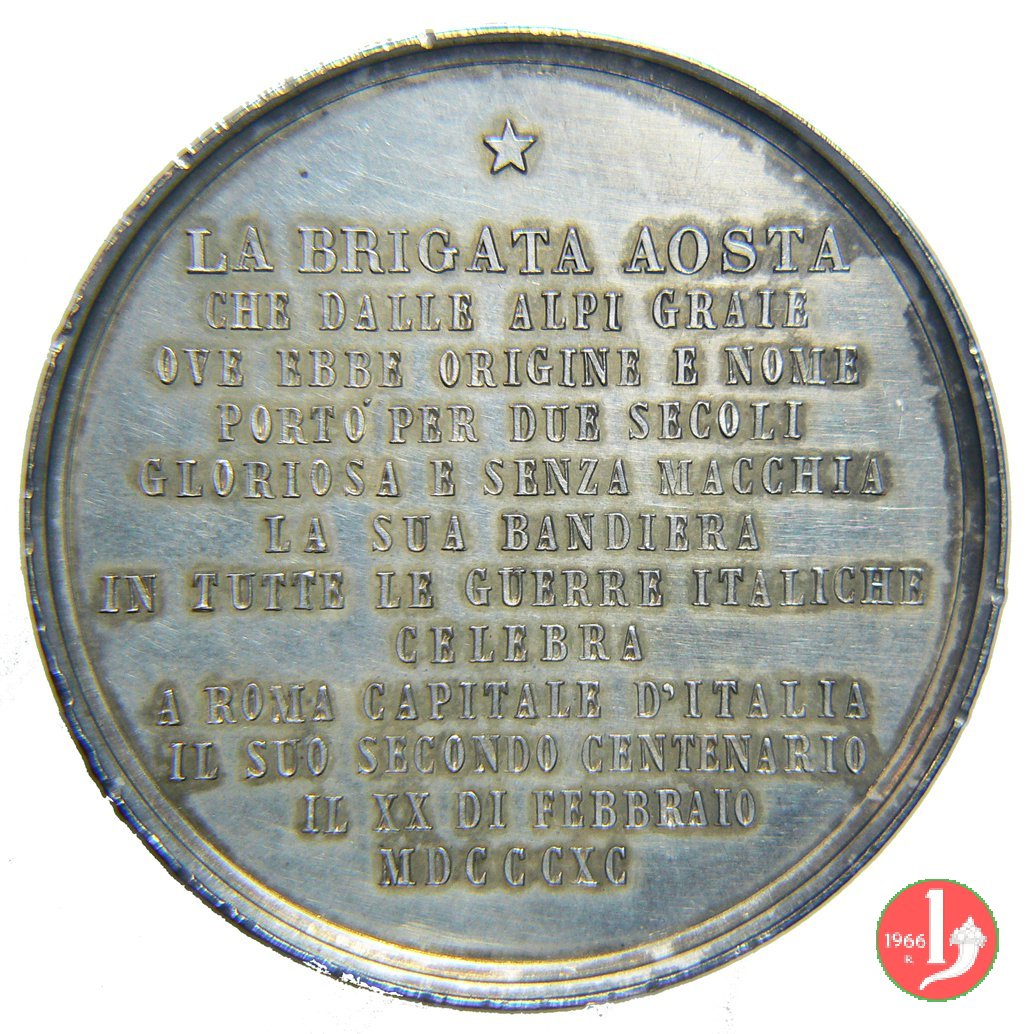 LA BRIGATA AOSTA
CHE DALLE ALPI GRAIE
OVE EBBE ORIGINE E NOME
PORTO' PER DUE SECOLI
GLORIOSA E SENZA MACCHIA
LA SUA BANDIERA
IN TUTTE LE GUERRE ITALICHE
CELEBRA
A ROMA CAPITALE D'ITALIA
IL SUO SECONDO CENTENARIO
IL XX DI FEBBRAIO
MDCCCXC
1966
R.